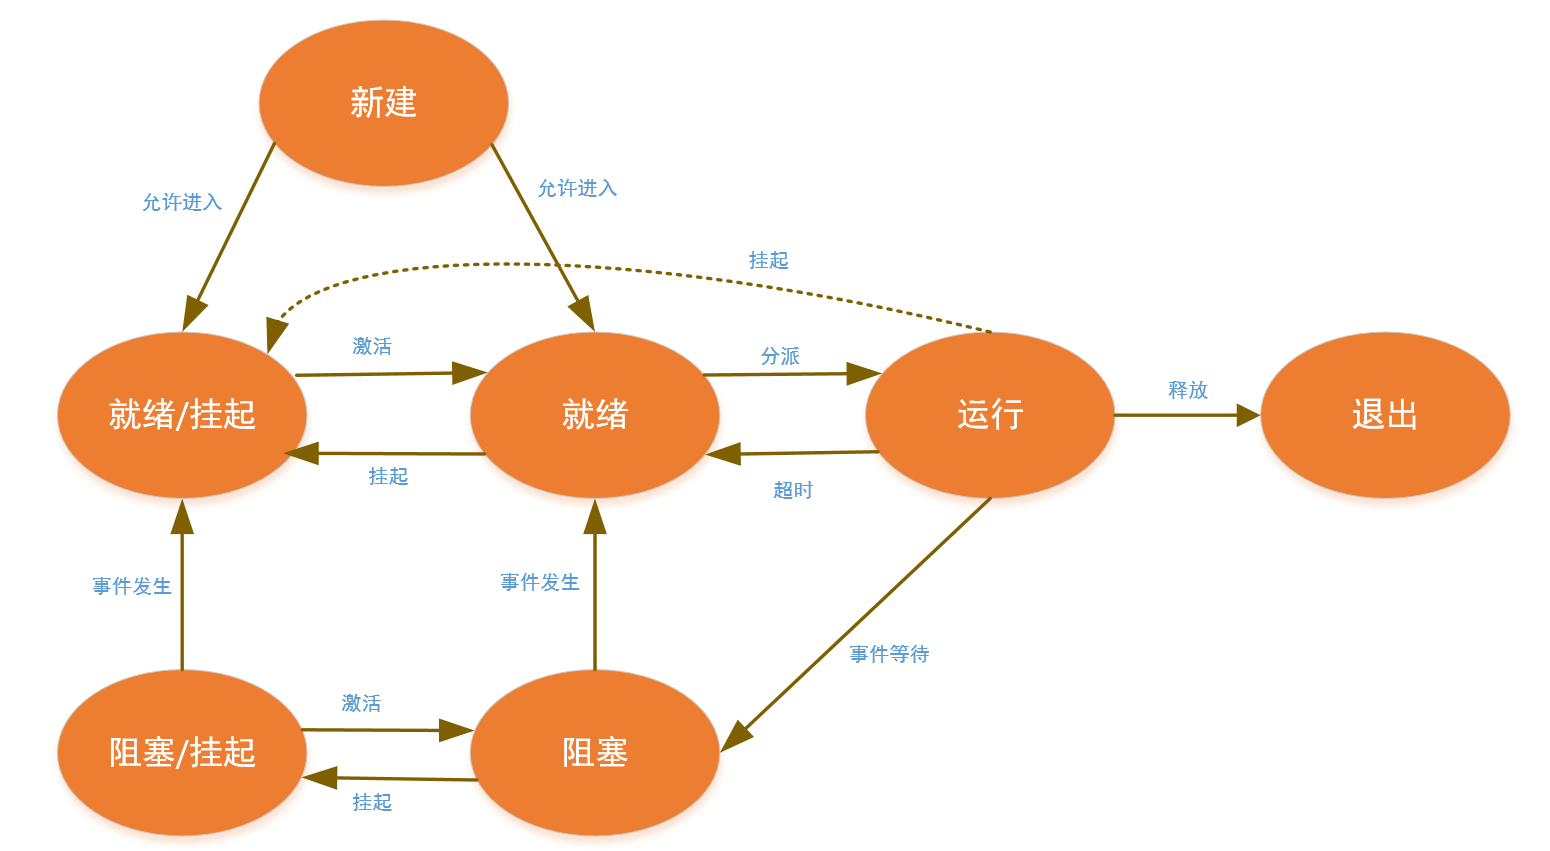 新建
允许进入
允许进入
挂起
激活
分派
释放
就绪/挂起
就绪
运行
退出
挂起
超时
事件发生
事件发生
事件等待
激活
阻塞/挂起
阻塞
挂起